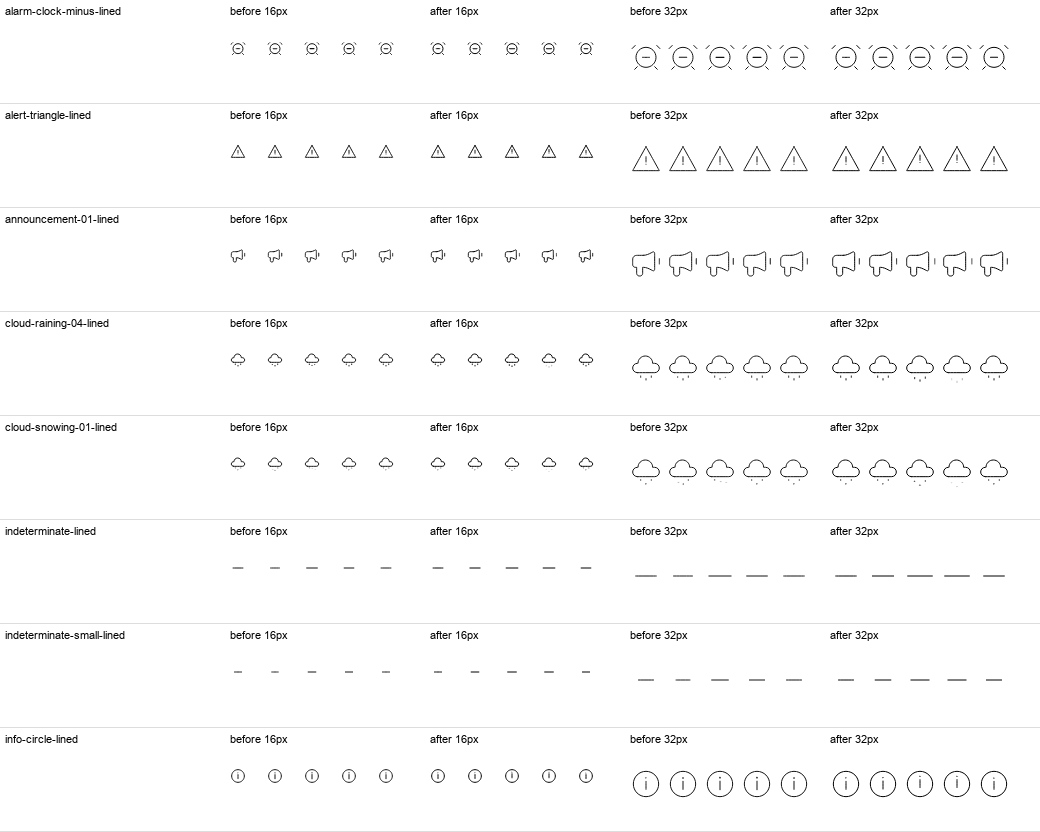 alarm-clock-minus-lined before 16px after 16px before 32px after 32px
alert-triangle-lined before 16px after 16px before 32px after 32px
announcement-01-lined before 16px after 16px before 32px after 32px
cloud-raining-04-lined before 16px after 16px before 32px after 32px
cloud-snowing-01-lined before 16px after 16px before 32px after 32px
indeterminate-lined before 16px after 16px before 32px after 32px
indeterminate-small-lined before 16px after 16px before 32px after 32px
info-circle-lined before 16px after 16px before 32px after 32px